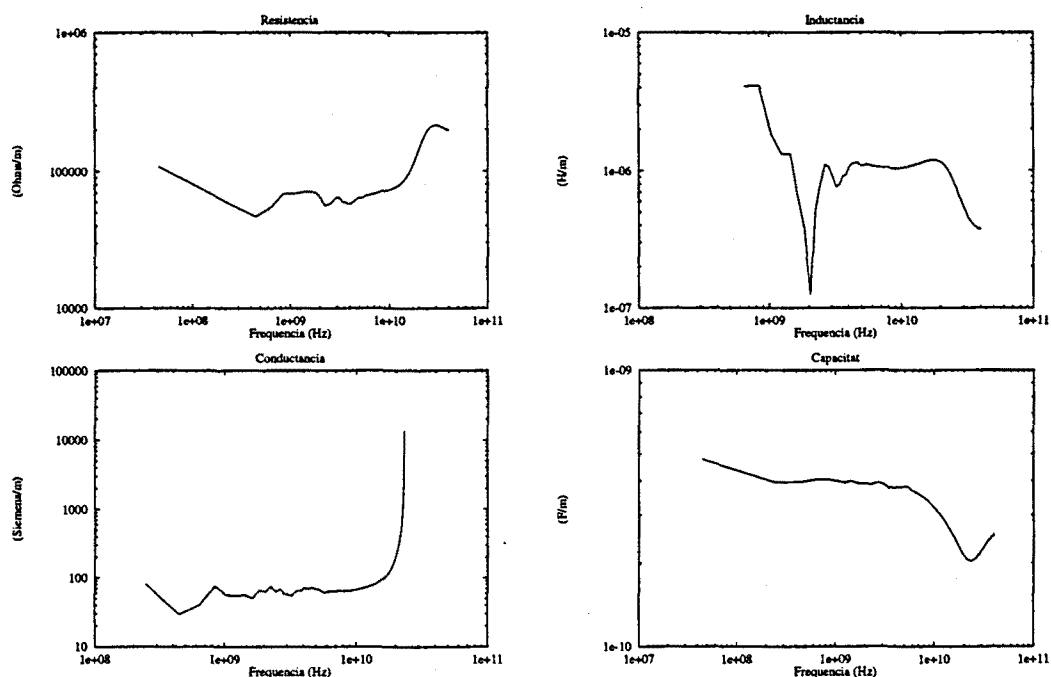 Resistencia
1e+06
100000
10000
(Ohms/m)
1e+07
1e+08
1e+09
1e+10
1e+11
Frequencia (Hz)
Inductancia
1e-05
1e-06
1e-07
(H/m)
1e+08
1e+09
1e+10
1e+11
Frequencia (Hz)
Conductancia
100000
10000
1000
100
10
(Siemens/m)
1e+08
1e+09
1e+10
1e+11
Frequencia (Hz)
Capacitat
1e-09
1e-10
(F/m)
1e+07
1e+08
1e+09
1e+10
1e+11
Frequencia (Hz)